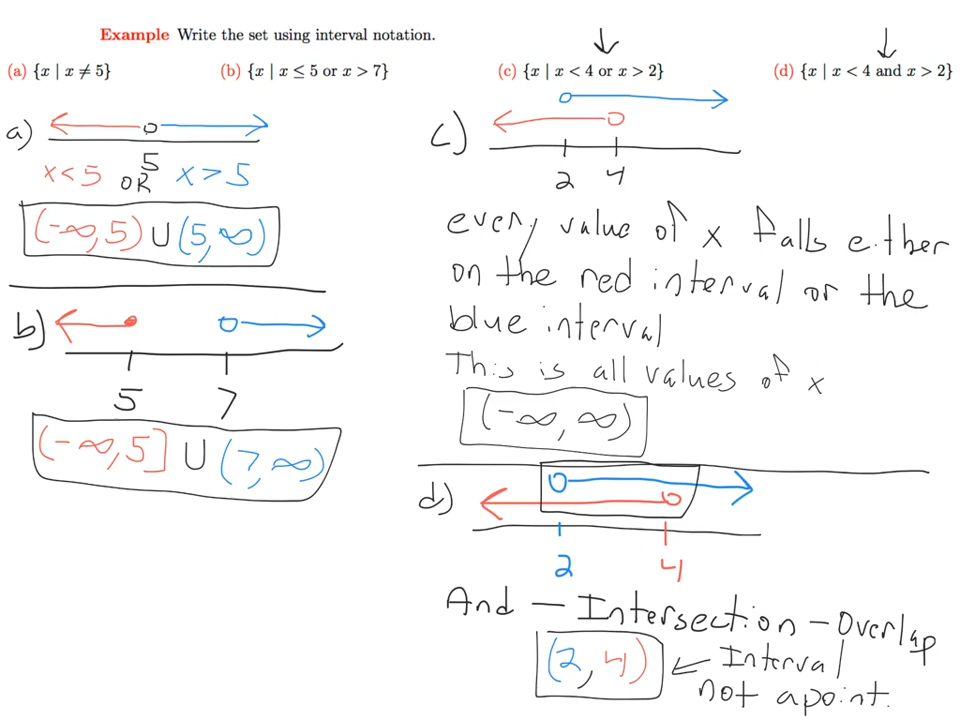 Example Write the set using interval notation.
(a) {x | x ≠ 5}
(b) {x | x ≤ 5 or x > 7}
(c) {x | x < 4 or x > 2}
(d) {x | x < 4 and x > 2}
a)
5
x < 5 OR x > 5
(-∞, 5) ∪ (5, ∞)
b)
5 7
(-∞, 5] ∪ (7, ∞)
c)
2 4
every value of x falls either
on the red interval or the
blue interval
This is all values of x
(-∞, ∞)
d)
2 4
And - Intersection - Overlap
(2, 4) ← Interval
not a point.